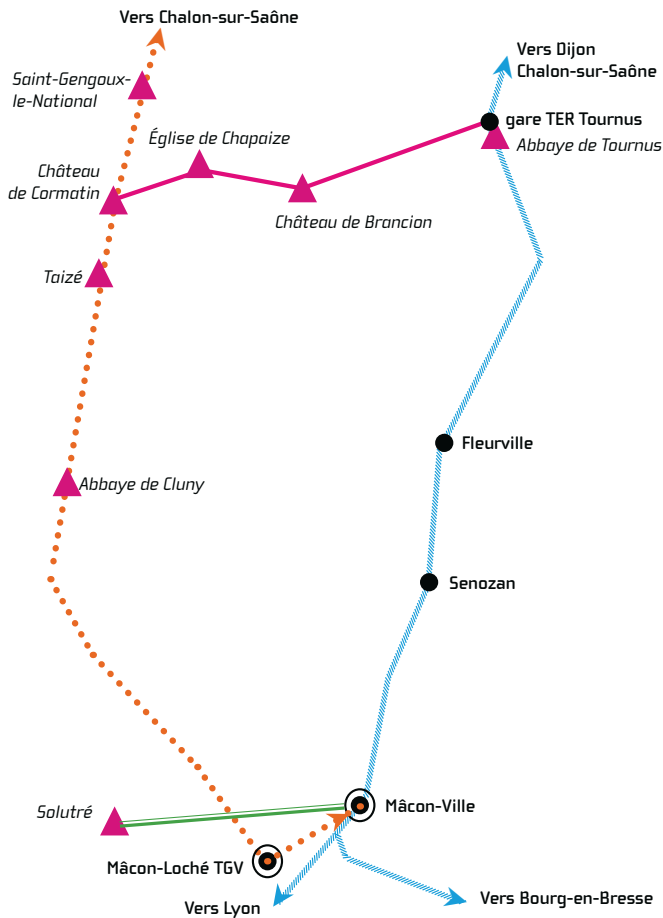 Vers Chalon-sur-Saône
Vers Dijon
Chalon-sur-Saône
Saint-Gengoux-
le-National
gare TER Tournus
Abbaye de Tournus
Église de Chapaize
Château
de Cormatin
Château de Brancion
Taizé
Fleurville
Abbaye de Cluny
Senozan
Solutré
Mâcon-Ville
Mâcon-Loché TGV
Vers Lyon
Vers Bourg-en-Bresse